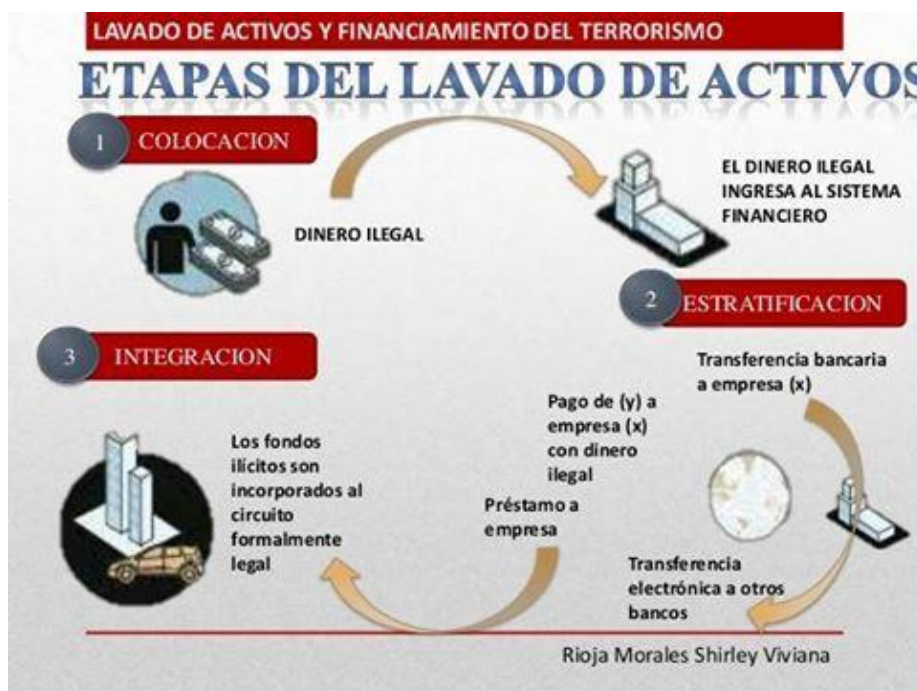 LAVADO DE ACTIVOS Y FINANCIAMIENTO DEL TERRORISMO
ETAPAS DEL LAVADO DE ACTIVOS
1 COLOCACION
DINERO ILEGAL
EL DINERO ILEGAL
INGRESA AL SISTEMA
FINANCIERO
2 ESTRATIFICACION
Transferencia bancaria
a empresa (x)
Pago de (y) a
empresa (x)
con dinero
ilegal
Préstamo a
empresa
Transferencia
electrónica a otros
bancos
3 INTEGRACION
Los fondos
ilícitos son
incorporados al
circuito
formalmente
legal
Rioja Morales Shirley Viviana